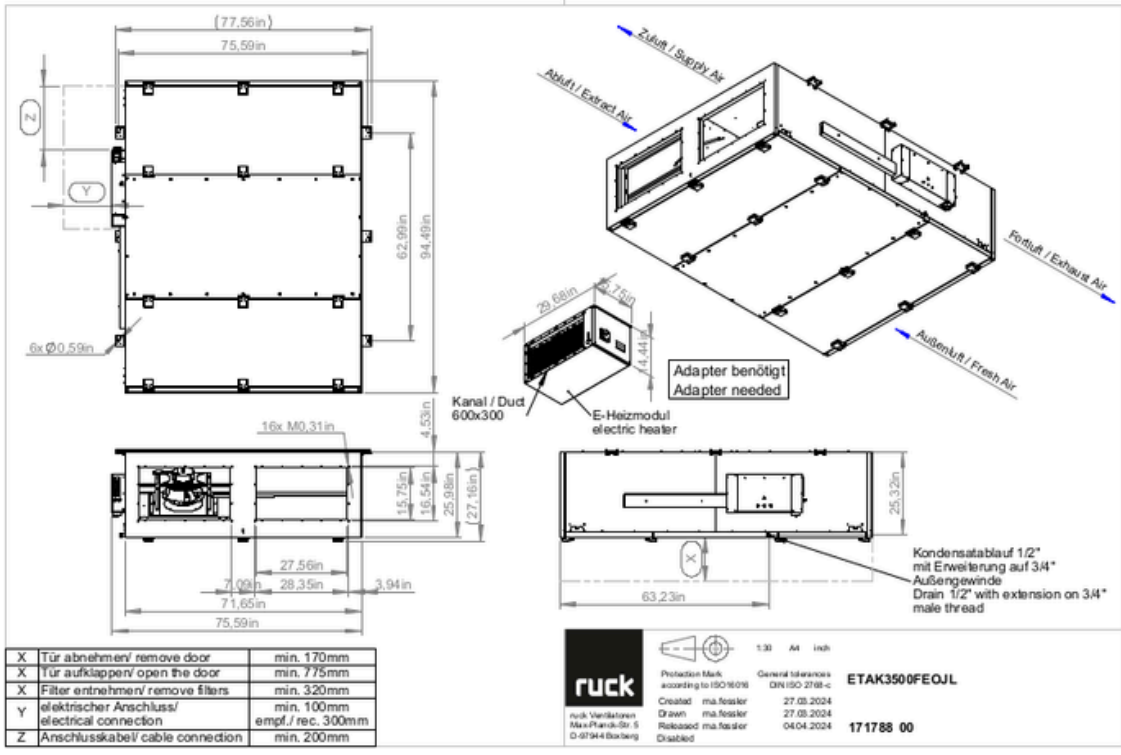 (77,56in)
75,59in
Z
Y
62,99in
94,49in
6x Ø0,59in
Zuluft / Supply Air
Abluft / Extract Air
Fortluft / Exhaust Air
Außenluft / Fresh Air
29,68in
Kanal / Duct
600x300
E-Heizmodul
electric heater
Adapter benötigt
Adapter needed
4,53in
16x M0,31in
15,75in
16,54in
25,98in
(27,16in)
27,56in
7,09in
28,35in
3,94in
71,65in
75,59in
25,32in
X
63,23in
Kondensatablauf 1/2"
mit Erweiterung auf 3/4"
Außengewinde
Drain 1/2" with extension on 3/4"
male thread
X Tür abnehmen/ remove door min. 170mm
X Tür aufklappen/ open the door min. 775mm
X Filter entnehmen/ remove filters min. 320mm
Y elektrischer Anschluss/ min. 100mm
electrical connection empf./ rec. 300mm
Z Anschlusskabel/ cable connection min. 200mm
ruck
ruck Ventilatoren
Max-Planck-Str. 5
D-97944 Boxberg
1:30 A4 inch
Protection Mark General tolerances
according to ISO16016 DIN ISO 2768-c
ETAK3500FEOJL
Created ma.fessler 27.03.2024
Drawn ma.fessler 27.03.2024
Released ma.fessler 04.04.2024
Disabled
171788 00